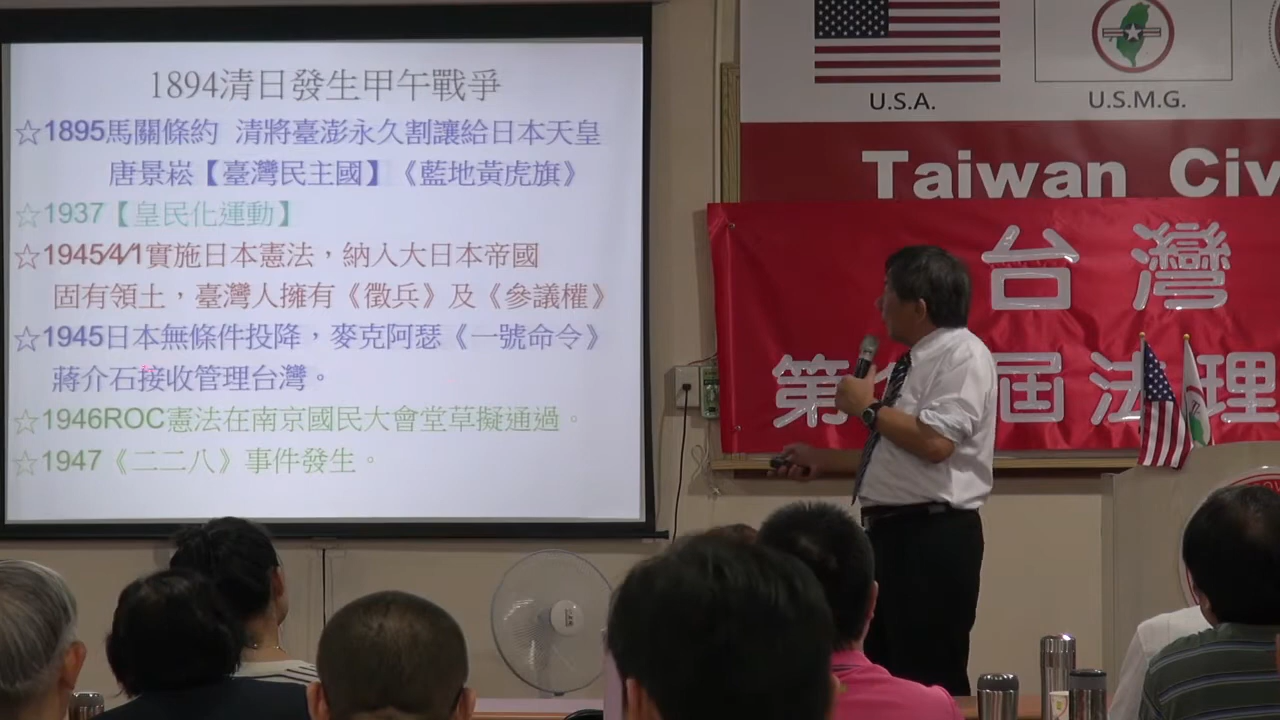 1894清日發生甲午戰爭
☆1895馬關條約 清將臺澎永久割讓給日本天皇
唐景崧【臺灣民主國】《藍地黃虎旗》
☆1937【皇民化運動】
☆1945/4/1實施日本憲法，納入大日本帝國
固有領土，臺灣人擁有《徵兵》及《參議權》
☆1945日本無條件投降，麥克阿瑟《一號命令》
蔣介石接收管理台灣。
☆1946ROC憲法在南京國民大會堂草擬通過。
☆1947《二二八》事件發生。
U.S.A.
U.S.M.G.
Taiwan Civ
台灣
第 屆法理